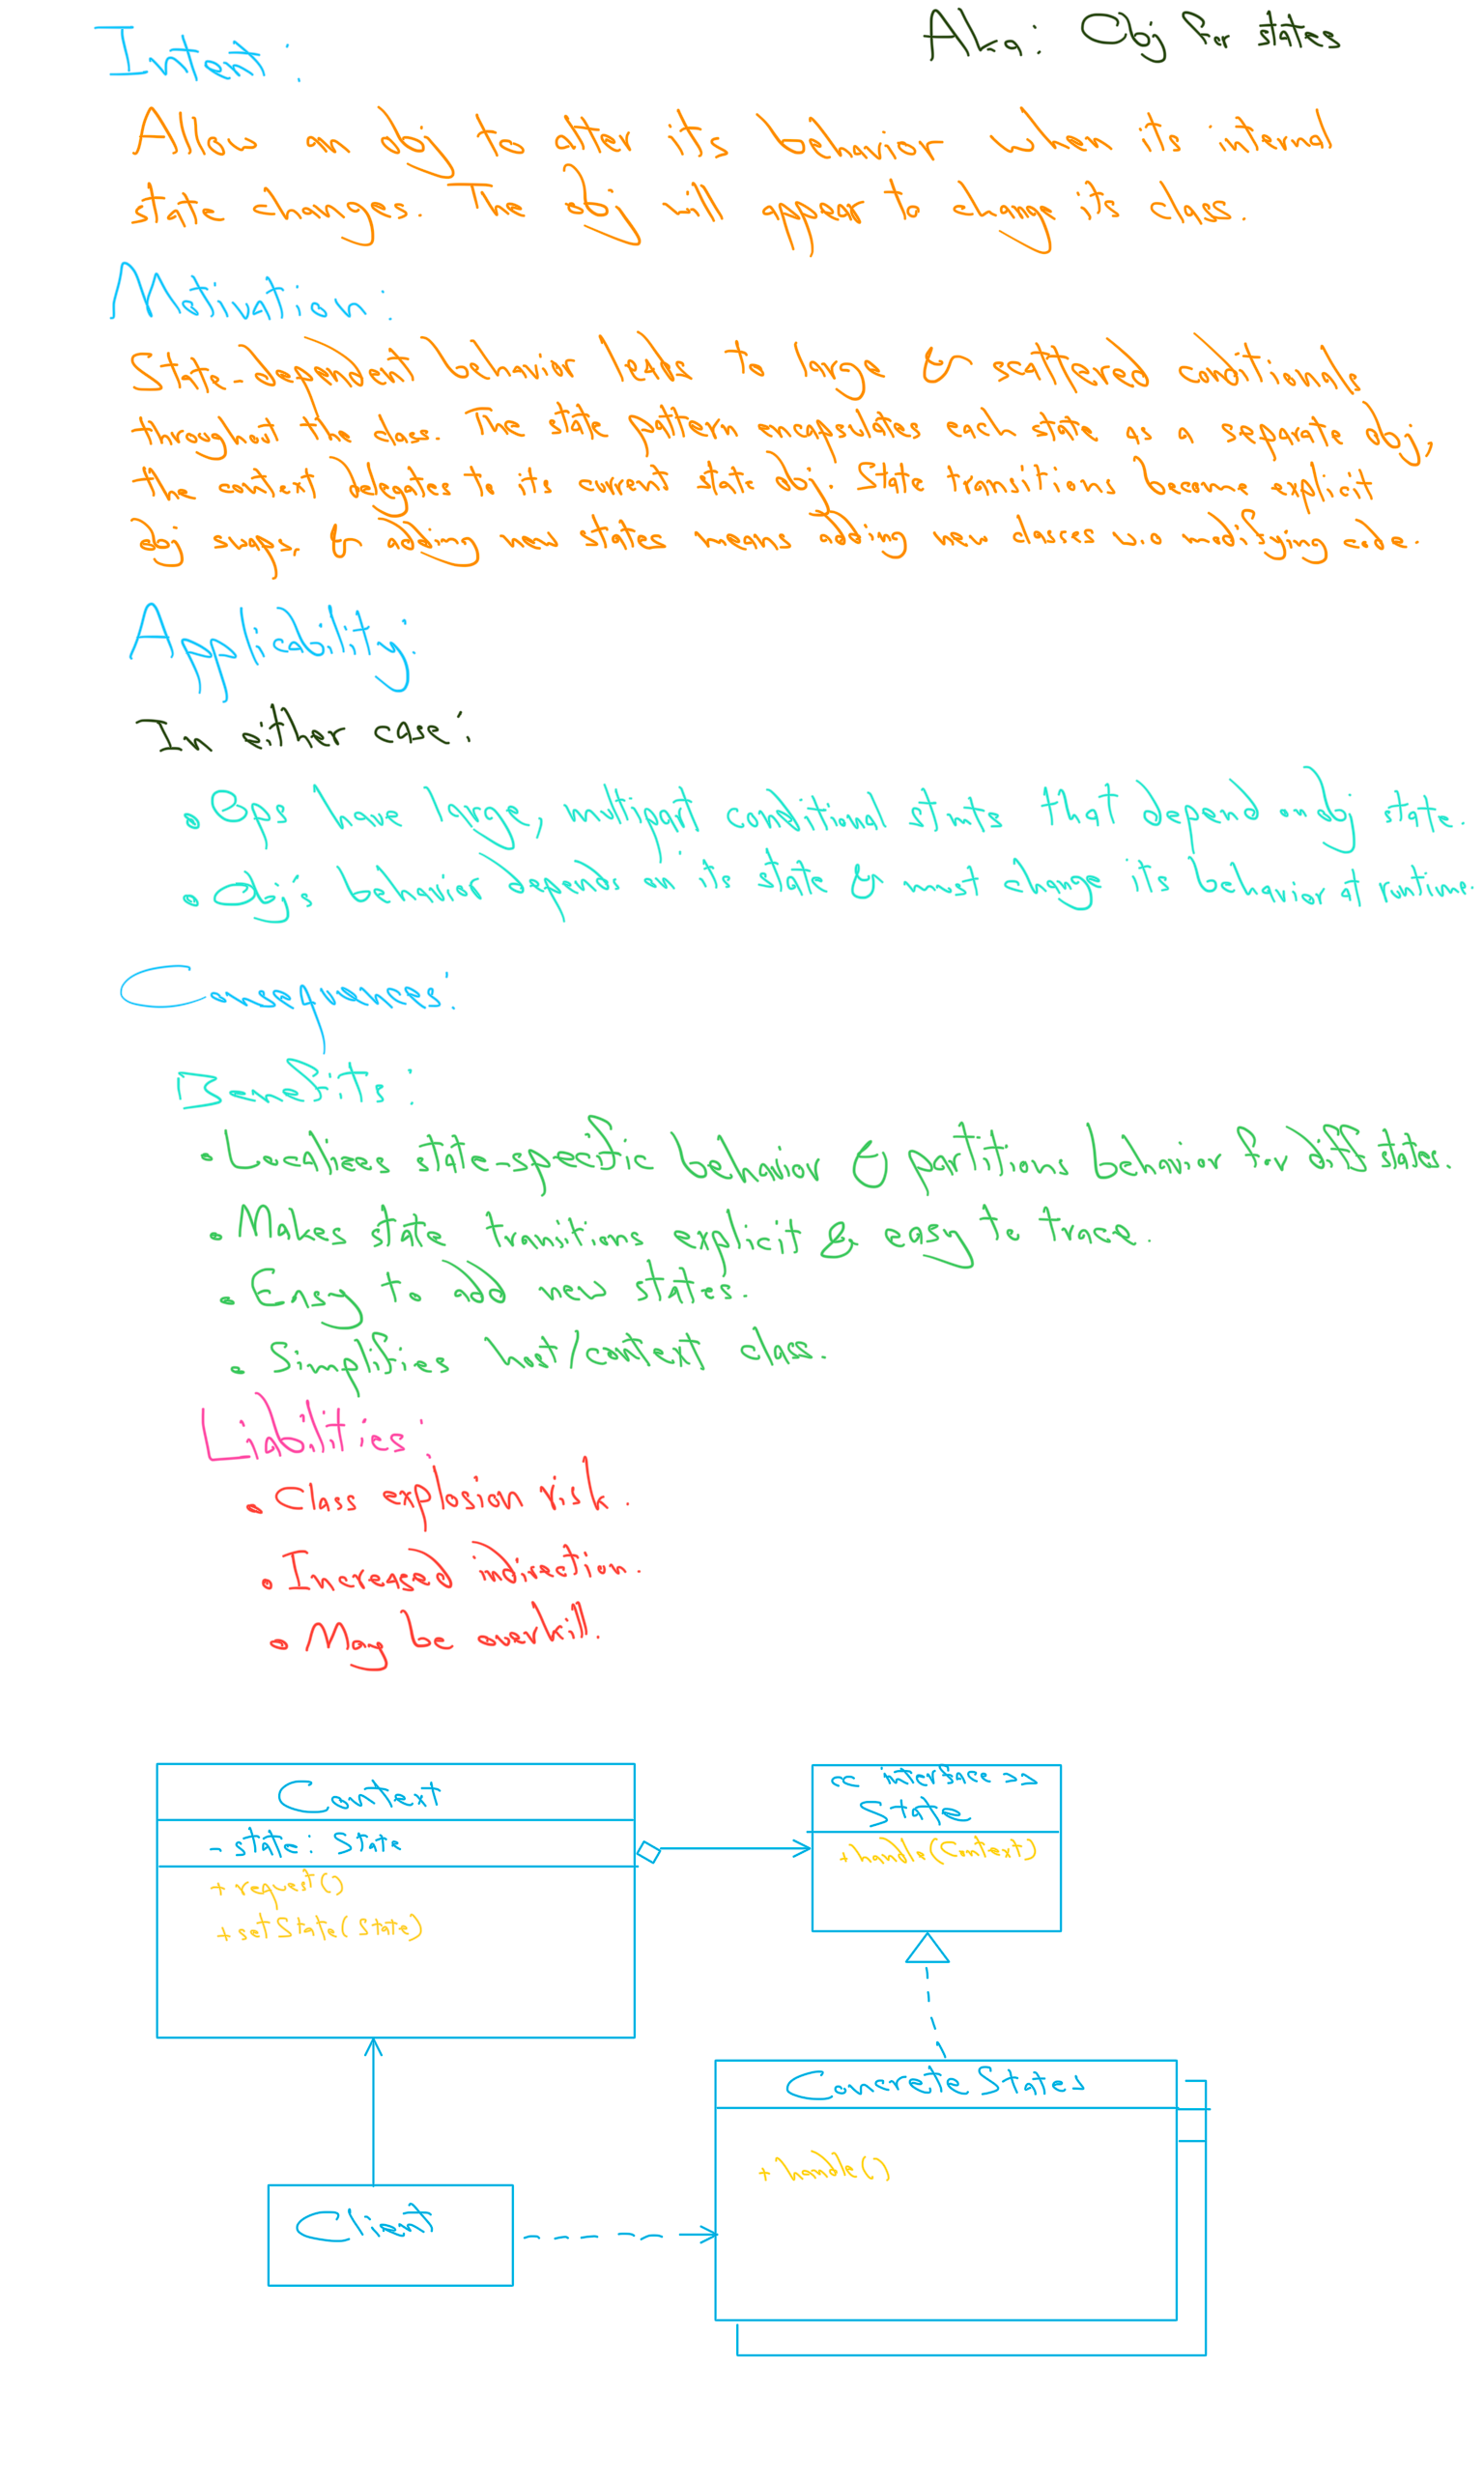 Aka: Obj for states
Intent:
Allow an obj to alter its behavior when its internal
state changes. The obj will appear to change its class.
Motivation:
State-dependent behavior leads to large & scattered conditionals
throughout the class. The state pattern encapsulates each state as a separate obj,
the context delegates to its current state obj. State transitions become explicit
obj swaps, & adding new states means adding new classes w.o modifying code.
Applicability:
In either case:
• Ops have large, multipart conditional stmts that depend on obj state.
• Obj's behavior depends on its state & must change its behavior at runtime.
Consequences:
Benefits:
• Localizes state-specific behavior & partitions behavior for diff states.
• Makes state transitions explicit & easy to trace.
• Easy to add new states.
• Simplifies host/context class.
Liabilities:
• Class explosion risk.
• Increased indirection.
• May be overkill.
Context
- state: State
+ request()
+ setState(State)
<< interface >>
State
+ handle(Context)
Concrete States
+ handle()
Client